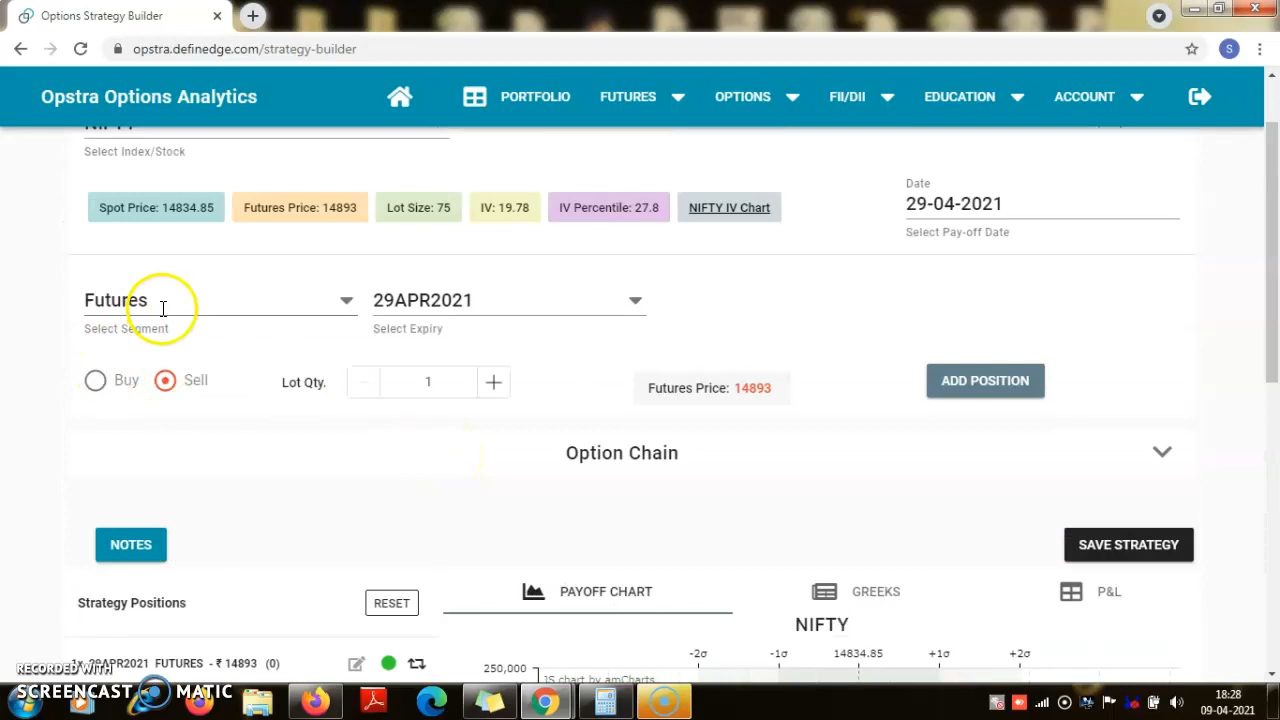 Options Strategy Builder
opstra.definedge.com/strategy-builder
S
Opstra Options Analytics
PORTFOLIO
FUTURES
OPTIONS
FII/DII
EDUCATION
ACCOUNT
NIFTY
Select Index/Stock
Spot Price: 14834.85
Futures Price: 14893
Lot Size: 75
IV: 19.78
IV Percentile: 27.8
NIFTY IV Chart
Date
29-04-2021
Select Pay-off Date
Futures
29APR2021
Select Segment
Select Expiry
Buy
Sell
Lot Qty.
1
Futures Price: 14893
ADD POSITION
Option Chain
NOTES
SAVE STRATEGY
Strategy Positions
RESET
PAYOFF CHART
GREEKS
P&L
NIFTY
-2σ
-1σ
14834.85
+1σ
+2σ
1x 29APR2021 FUTURES - ₹ 14893 (0)
250,000
JS chart by amCharts
RECORDED WITH
SCREENCAST MATIC
18:28
09-04-2021